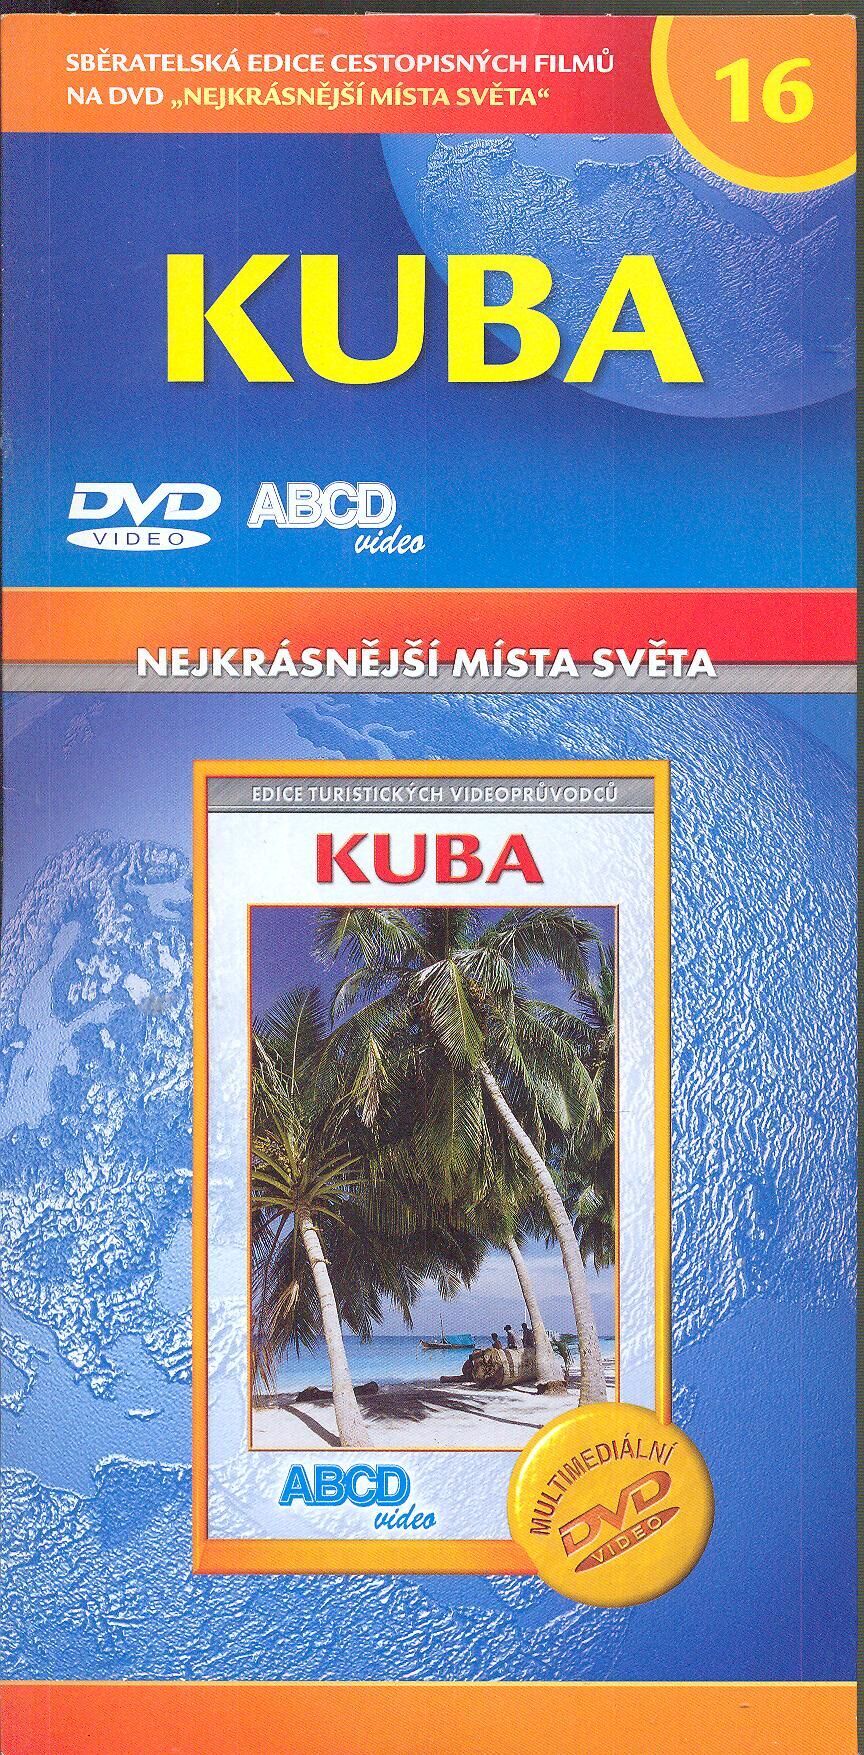 SBĚRATELSKÁ EDICE CESTOPISNÝCH FILMŮ
NA DVD „NEJKRÁSNĚJŠÍ MÍSTA SVĚTA“
16
KUBA
DVD
VIDEO
ABCD
video
NEJKRÁSNĚJŠÍ MÍSTA SVĚTA
EDICE TURISTICKÝCH VIDEOPRŮVODCŮ
KUBA
ABCD
video
MULTIMEDIÁLNÍ
DVD
VIDEO